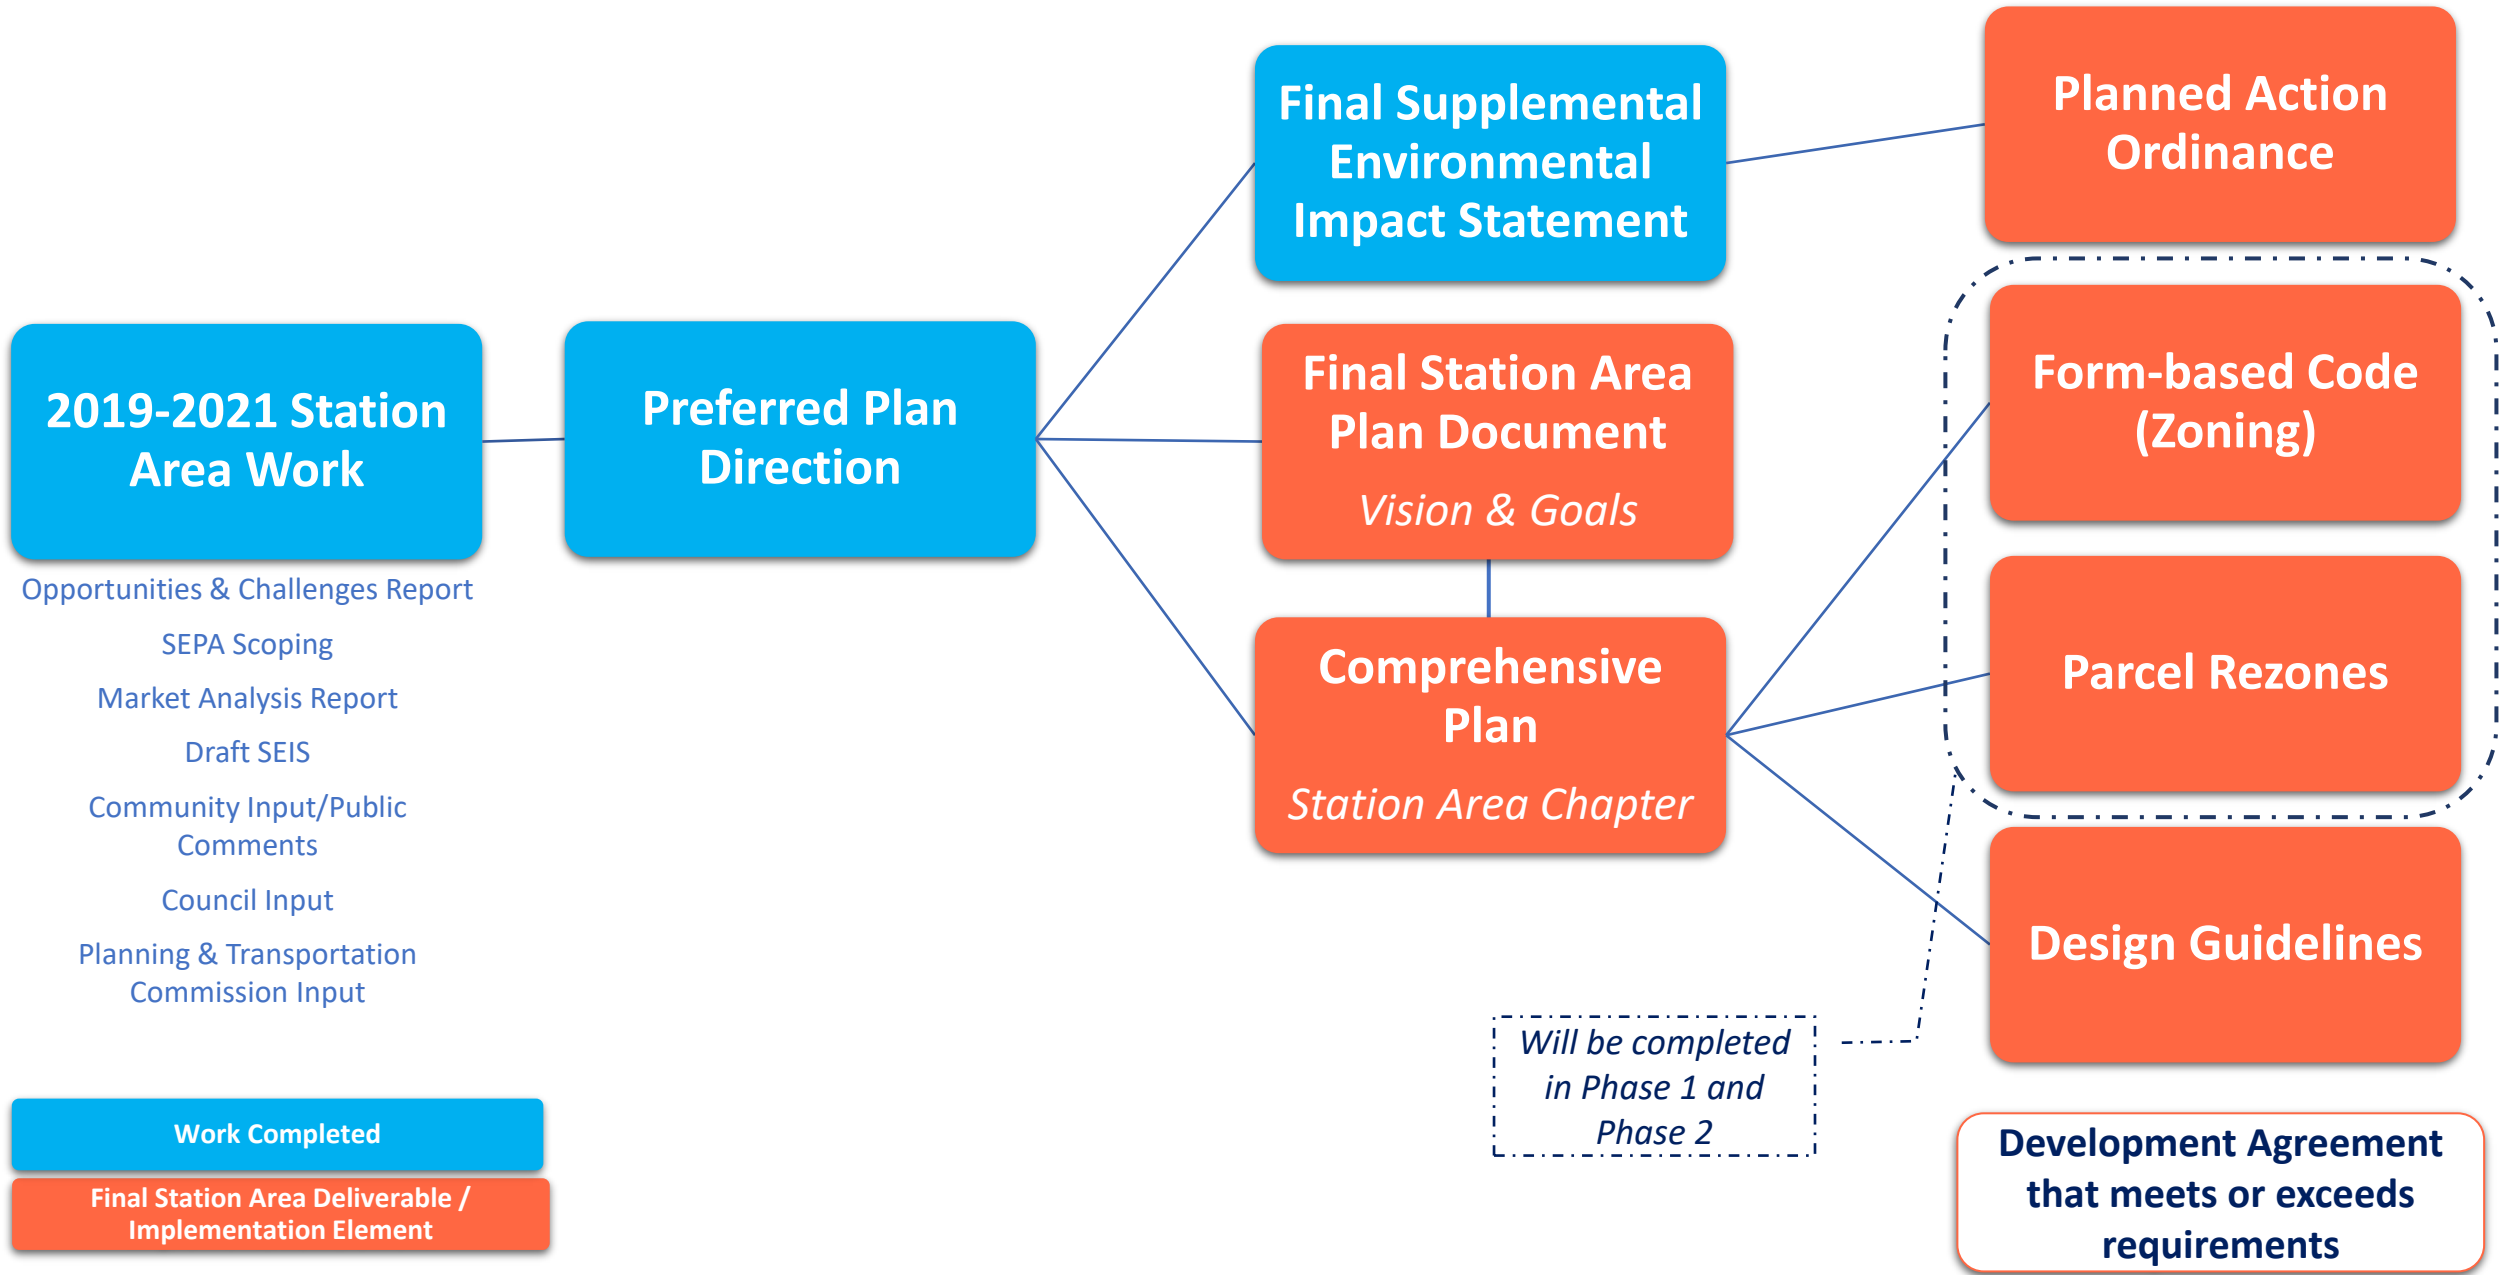 2019-2021 Station
Area Work
Opportunities & Challenges Report
SEPA Scoping
Market Analysis Report
Draft SEIS
Community Input/Public
Comments
Council Input
Planning & Transportation
Commission Input
Preferred Plan
Direction
Final Supplemental
Environmental
Impact Statement
Final Station Area
Plan Document
Vision & Goals
Comprehensive
Plan
Station Area Chapter
Planned Action
Ordinance
Form-based Code
(Zoning)
Parcel Rezones
Design Guidelines
Will be completed
in Phase 1 and
Phase 2
Development Agreement
that meets or exceeds
requirements
Work Completed
Final Station Area Deliverable /
Implementation Element